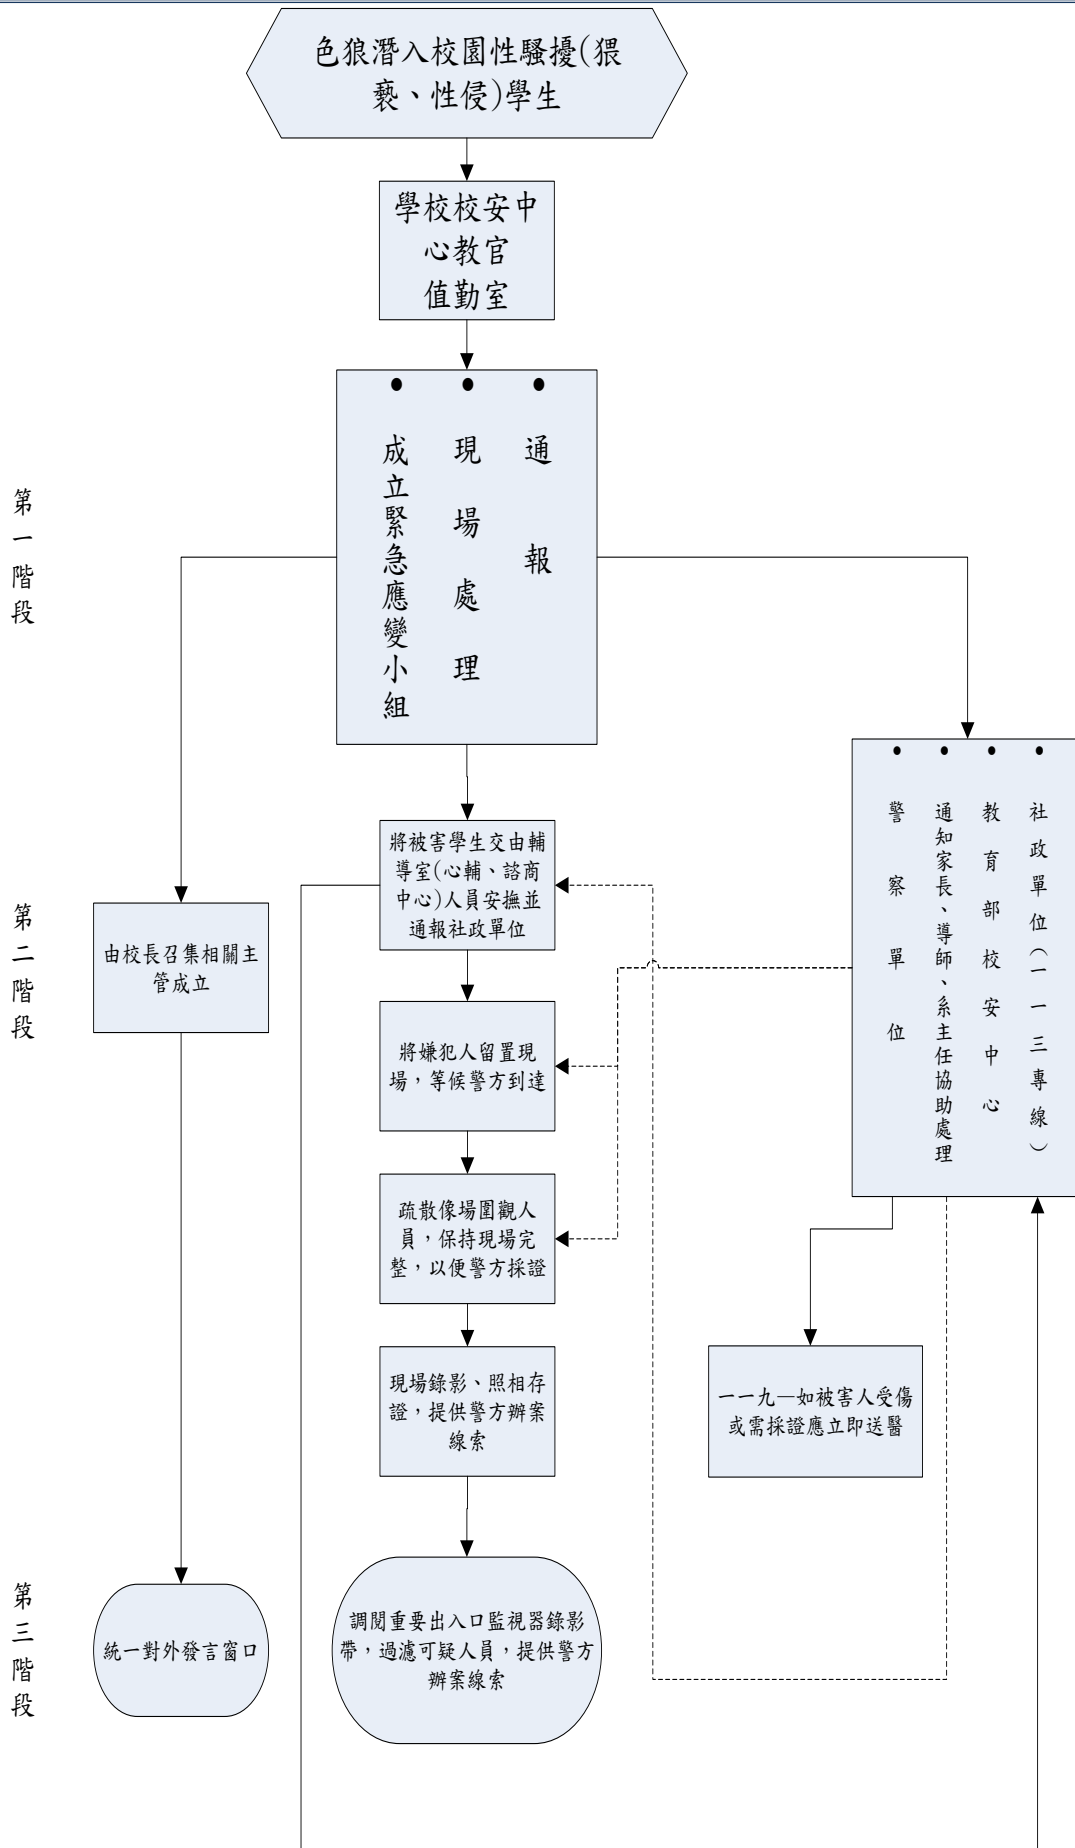 色狼潛入校園性騷擾(猥
褻、性侵)學生
學校校安中
心教官
值勤室
通報
現場處理
成立緊急應變小組
第一階段
社政單位(一一三專線)
教育部校安中心
通知家長、導師、系主任協助處理
警察單位
將被害學生交由輔
導室(心輔、諮商
中心)人員安撫並
通報社政單位
第二階段
由校長召集相關主
管成立
將嫌犯人留置現
場，等候警方到達
疏散像場圍觀人
員，保持現場完
整，以便警方採證
現場錄影、照相存
證，提供警方辦案
線索
一一九—如被害人受傷
或需採證應立即送醫
第三階段
統一對外發言窗口
調閱重要出入口監視器錄影
帶，過濾可疑人員，提供警方
辦案線索